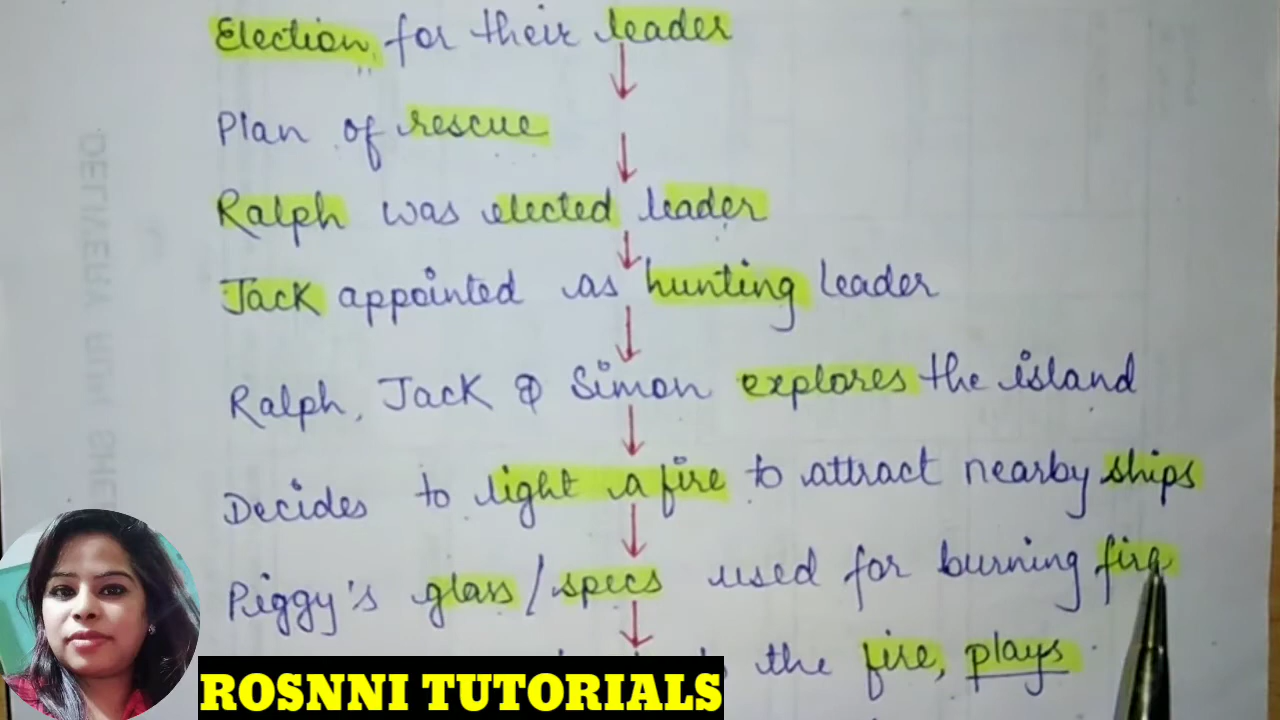 Election, for their leader
Plan of rescue
Ralph was elected leader
Jack appointed as hunting leader
Ralph, Jack & Simon explores the island
Decides to light a fire to attract nearby ships
Piggy's glass/specs used for burning fire
the fire, plays
ROSNNI TUTORIALS